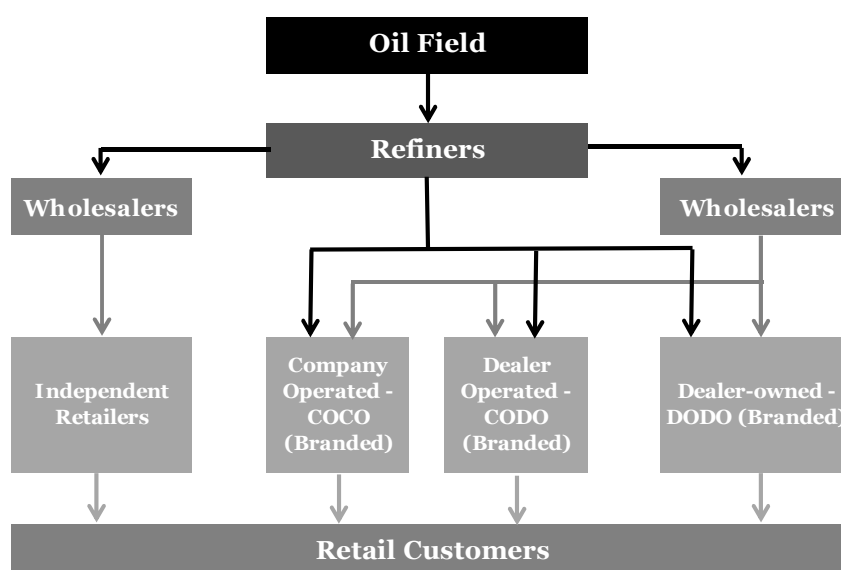 Oil Field
Refiners
Wholesalers
Wholesalers
Independent
Retailers
Company
Operated -
COCO
(Branded)
Dealer
Operated -
CODO
(Branded)
Dealer-owned -
DODO (Branded)
Retail Customers